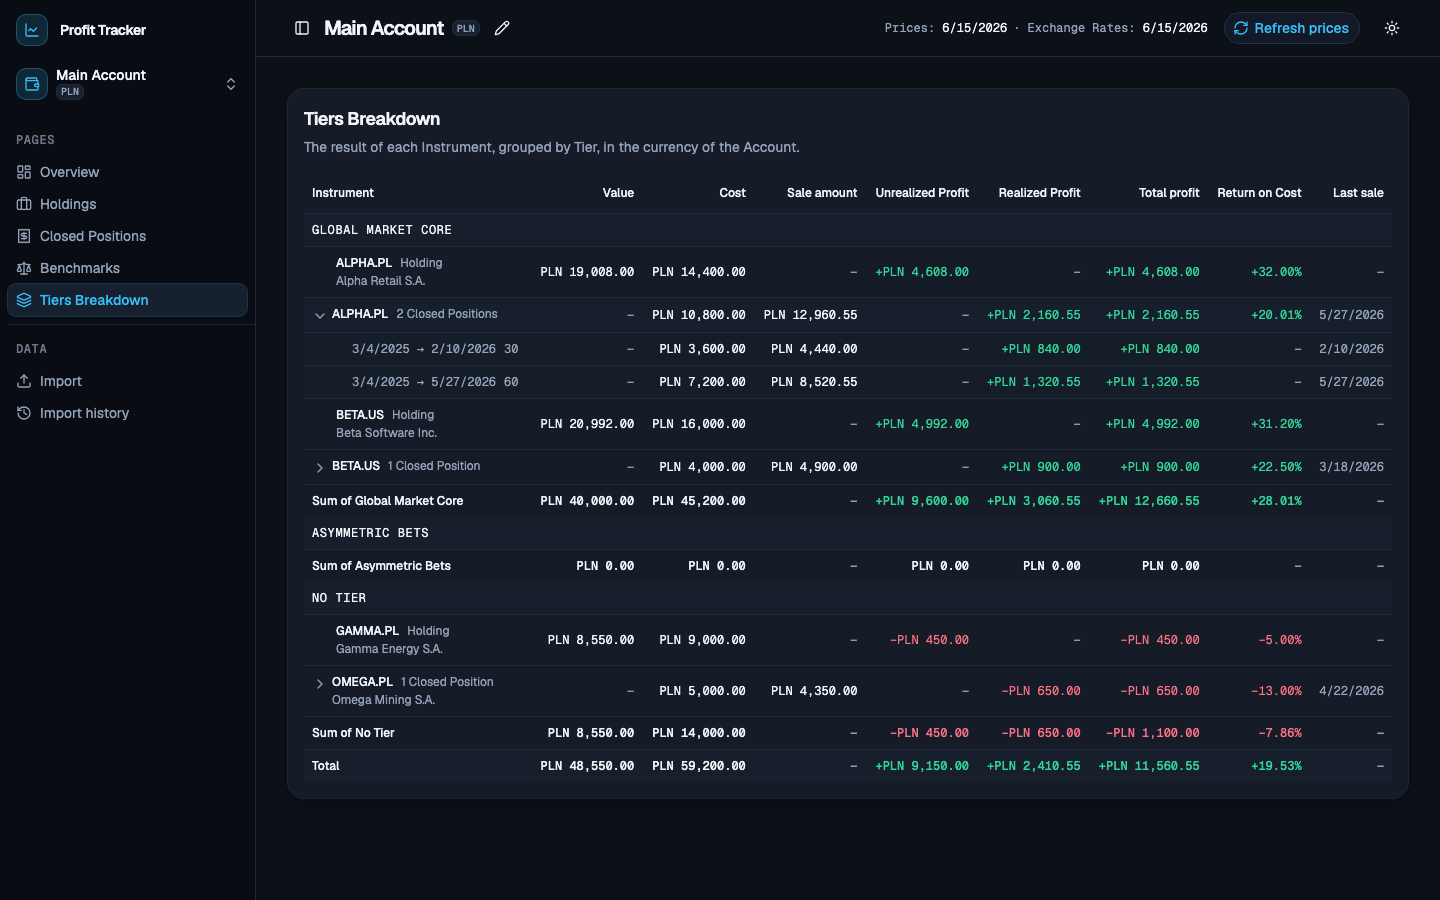 Profit Tracker
Main Account
PLN
PAGES
Overview
Holdings
Closed Positions
Benchmarks
Tiers Breakdown
DATA
Import
Import history
Main Account PLN
Prices: 6/15/2026 · Exchange Rates: 6/15/2026 Refresh prices
Tiers Breakdown
The result of each Instrument, grouped by Tier, in the currency of the Account.
Instrument Value Cost Sale amount Unrealized Profit Realized Profit Total profit Return on Cost Last sale
GLOBAL MARKET CORE
ALPHA.PL Holding
Alpha Retail S.A.
PLN 19,008.00 PLN 14,400.00 – +PLN 4,608.00 – +PLN 4,608.00 +32.00% –
ALPHA.PL 2 Closed Positions – PLN 10,800.00 PLN 12,960.55 – +PLN 2,160.55 +PLN 2,160.55 +20.01% 5/27/2026
3/4/2025 → 2/10/2026 30 – PLN 3,600.00 PLN 4,440.00 – +PLN 840.00 +PLN 840.00 – 2/10/2026
3/4/2025 → 5/27/2026 60 – PLN 7,200.00 PLN 8,520.55 – +PLN 1,320.55 +PLN 1,320.55 – 5/27/2026
BETA.US Holding
Beta Software Inc.
PLN 20,992.00 PLN 16,000.00 – +PLN 4,992.00 – +PLN 4,992.00 +31.20% –
BETA.US 1 Closed Position – PLN 4,000.00 PLN 4,900.00 – +PLN 900.00 +PLN 900.00 +22.50% 3/18/2026
Sum of Global Market Core PLN 40,000.00 PLN 45,200.00 – +PLN 9,600.00 +PLN 3,060.55 +PLN 12,660.55 +28.01% –
ASYMMETRIC BETS
Sum of Asymmetric Bets PLN 0.00 PLN 0.00 – PLN 0.00 PLN 0.00 PLN 0.00 – –
NO TIER
GAMMA.PL Holding
Gamma Energy S.A.
PLN 8,550.00 PLN 9,000.00 – −PLN 450.00 – −PLN 450.00 −5.00% –
OMEGA.PL 1 Closed Position
Omega Mining S.A.
– PLN 5,000.00 PLN 4,350.00 – −PLN 650.00 −PLN 650.00 −13.00% 4/22/2026
Sum of No Tier PLN 8,550.00 PLN 14,000.00 – −PLN 450.00 −PLN 650.00 −PLN 1,100.00 −7.86% –
Total PLN 48,550.00 PLN 59,200.00 – +PLN 9,150.00 +PLN 2,410.55 +PLN 11,560.55 +19.53% –